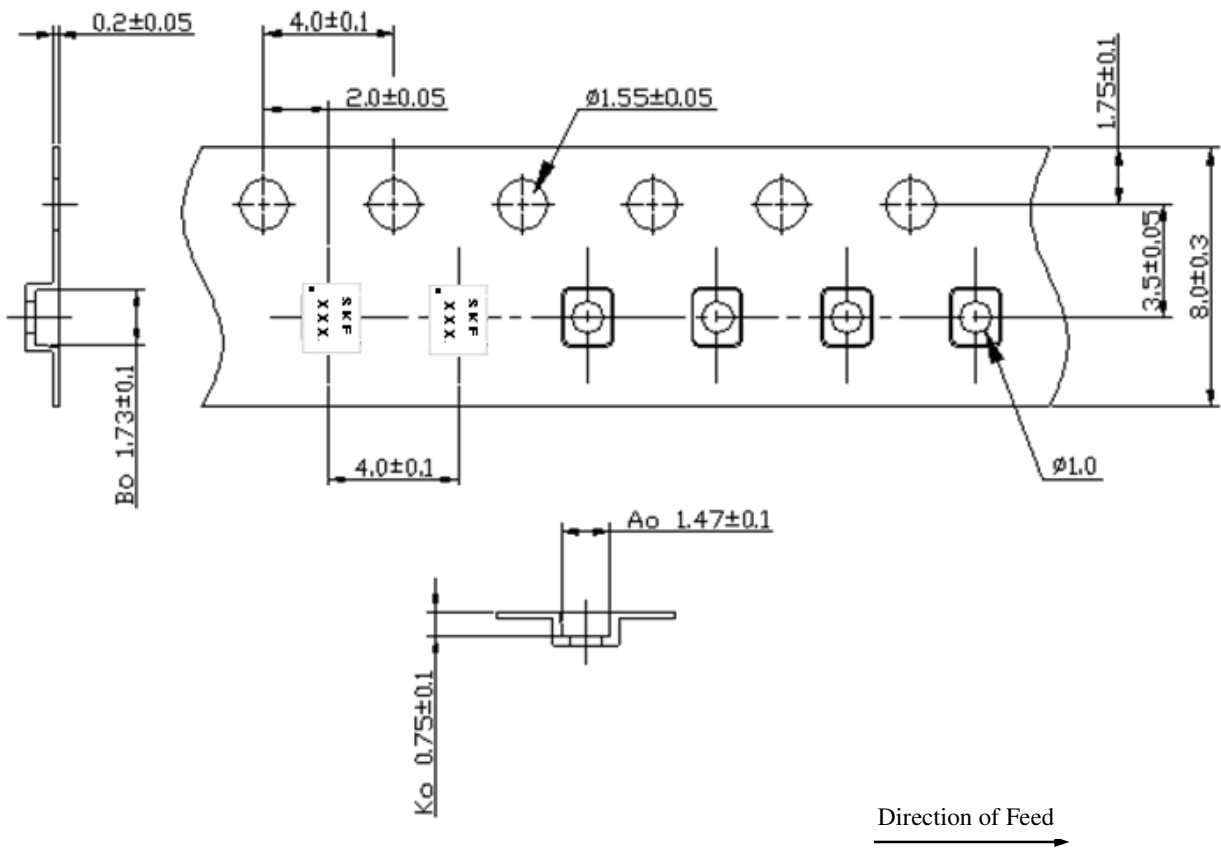 0.2±0.05
4.0±0.1
2.0±0.05
ø1.55±0.05
1.75±0.1
3.5±0.05
8.0±0.3
SKF
XXX
SKF
XXX
Bo 1.73±0.1
4.0±0.1
ø1.0
Ao 1.47±0.1
Ko 0.75±0.1
Direction of Feed